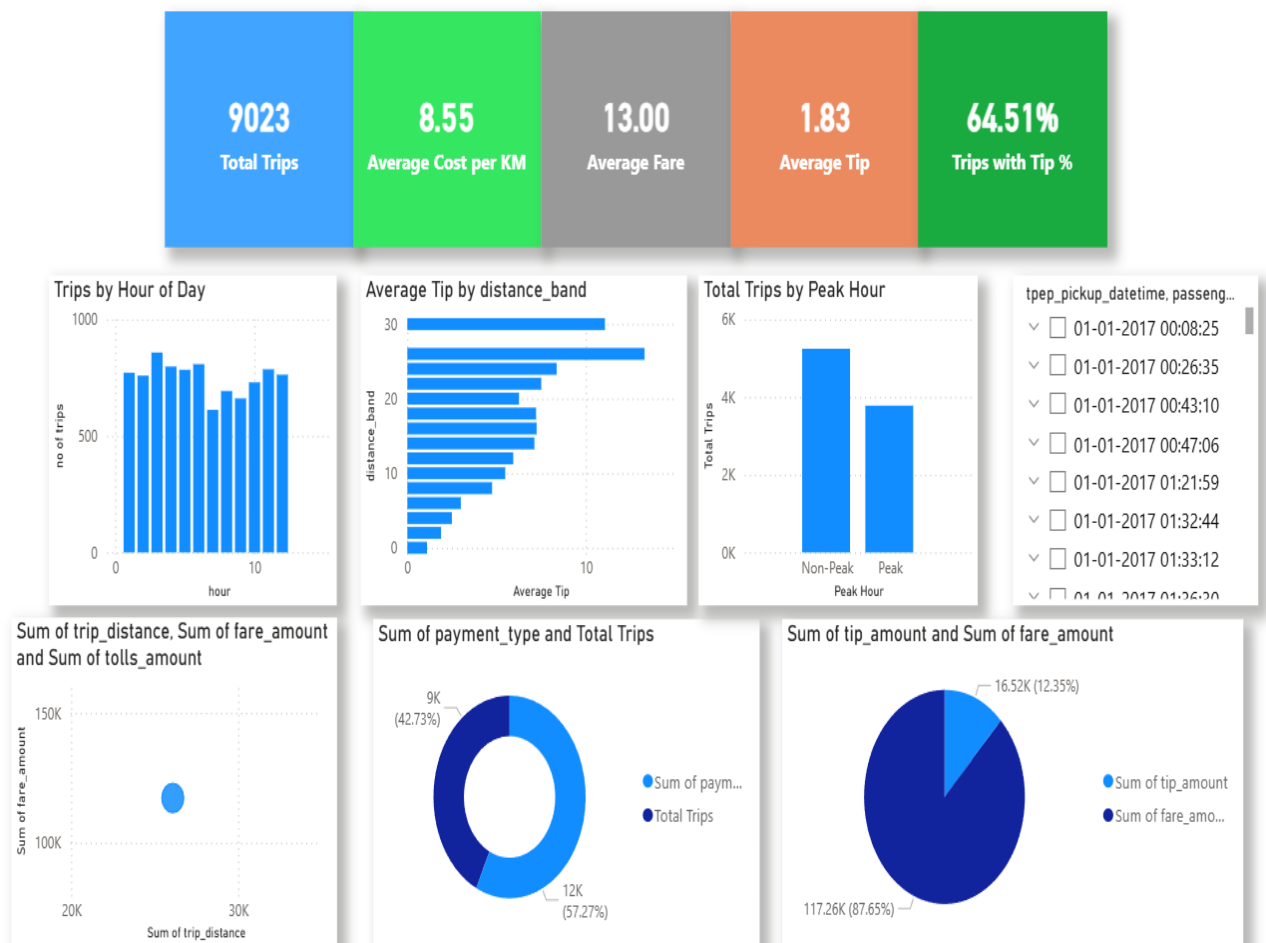 9023
Total Trips
8.55
Average Cost per KM
13.00
Average Fare
1.83
Average Tip
64.51%
Trips with Tip %
Trips by Hour of Day
1000
500
0
no of trips
0
10
hour
Average Tip by distance_band
30
20
10
0
distance_band
0
10
Average Tip
Total Trips by Peak Hour
6K
4K
2K
0K
Total Trips
Non-Peak
Peak
Peak Hour
tpep_pickup_datetime, passeng...
01-01-2017 00:08:25
01-01-2017 00:26:35
01-01-2017 00:43:10
01-01-2017 00:47:06
01-01-2017 01:21:59
01-01-2017 01:32:44
01-01-2017 01:33:12
01-01-2017 01:36:30
Sum of trip_distance, Sum of fare_amount
and Sum of tolls_amount
150K
100K
Sum of fare_amount
20K
30K
Sum of trip_distance
Sum of payment_type and Total Trips
9K
(42.73%)
12K
(57.27%)
Sum of paym...
Total Trips
Sum of tip_amount and Sum of fare_amount
16.52K (12.35%)
117.26K (87.65%)
Sum of tip_amount
Sum of fare_amo...